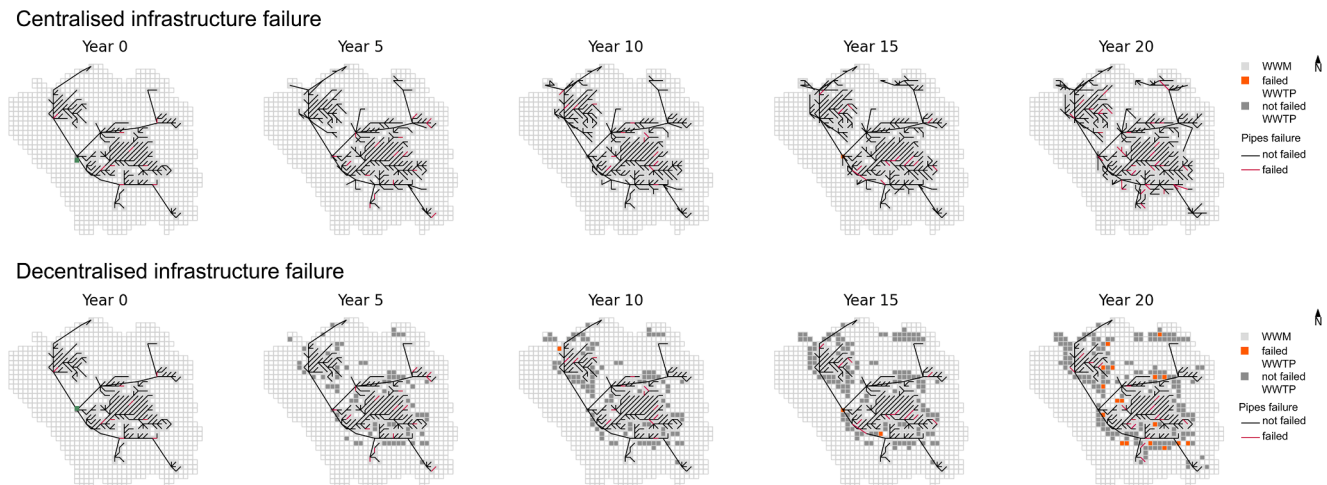 Centralised infrastructure failure
Year 0
Year 5
Year 10
Year 15
Year 20
N
WWM
failed
WWTP
not failed
WWTP
Pipes failure
not failed
failed
Decentralised infrastructure failure
Year 0
Year 5
Year 10
Year 15
Year 20
N
WWM
failed
WWTP
not failed
WWTP
Pipes failure
not failed
failed